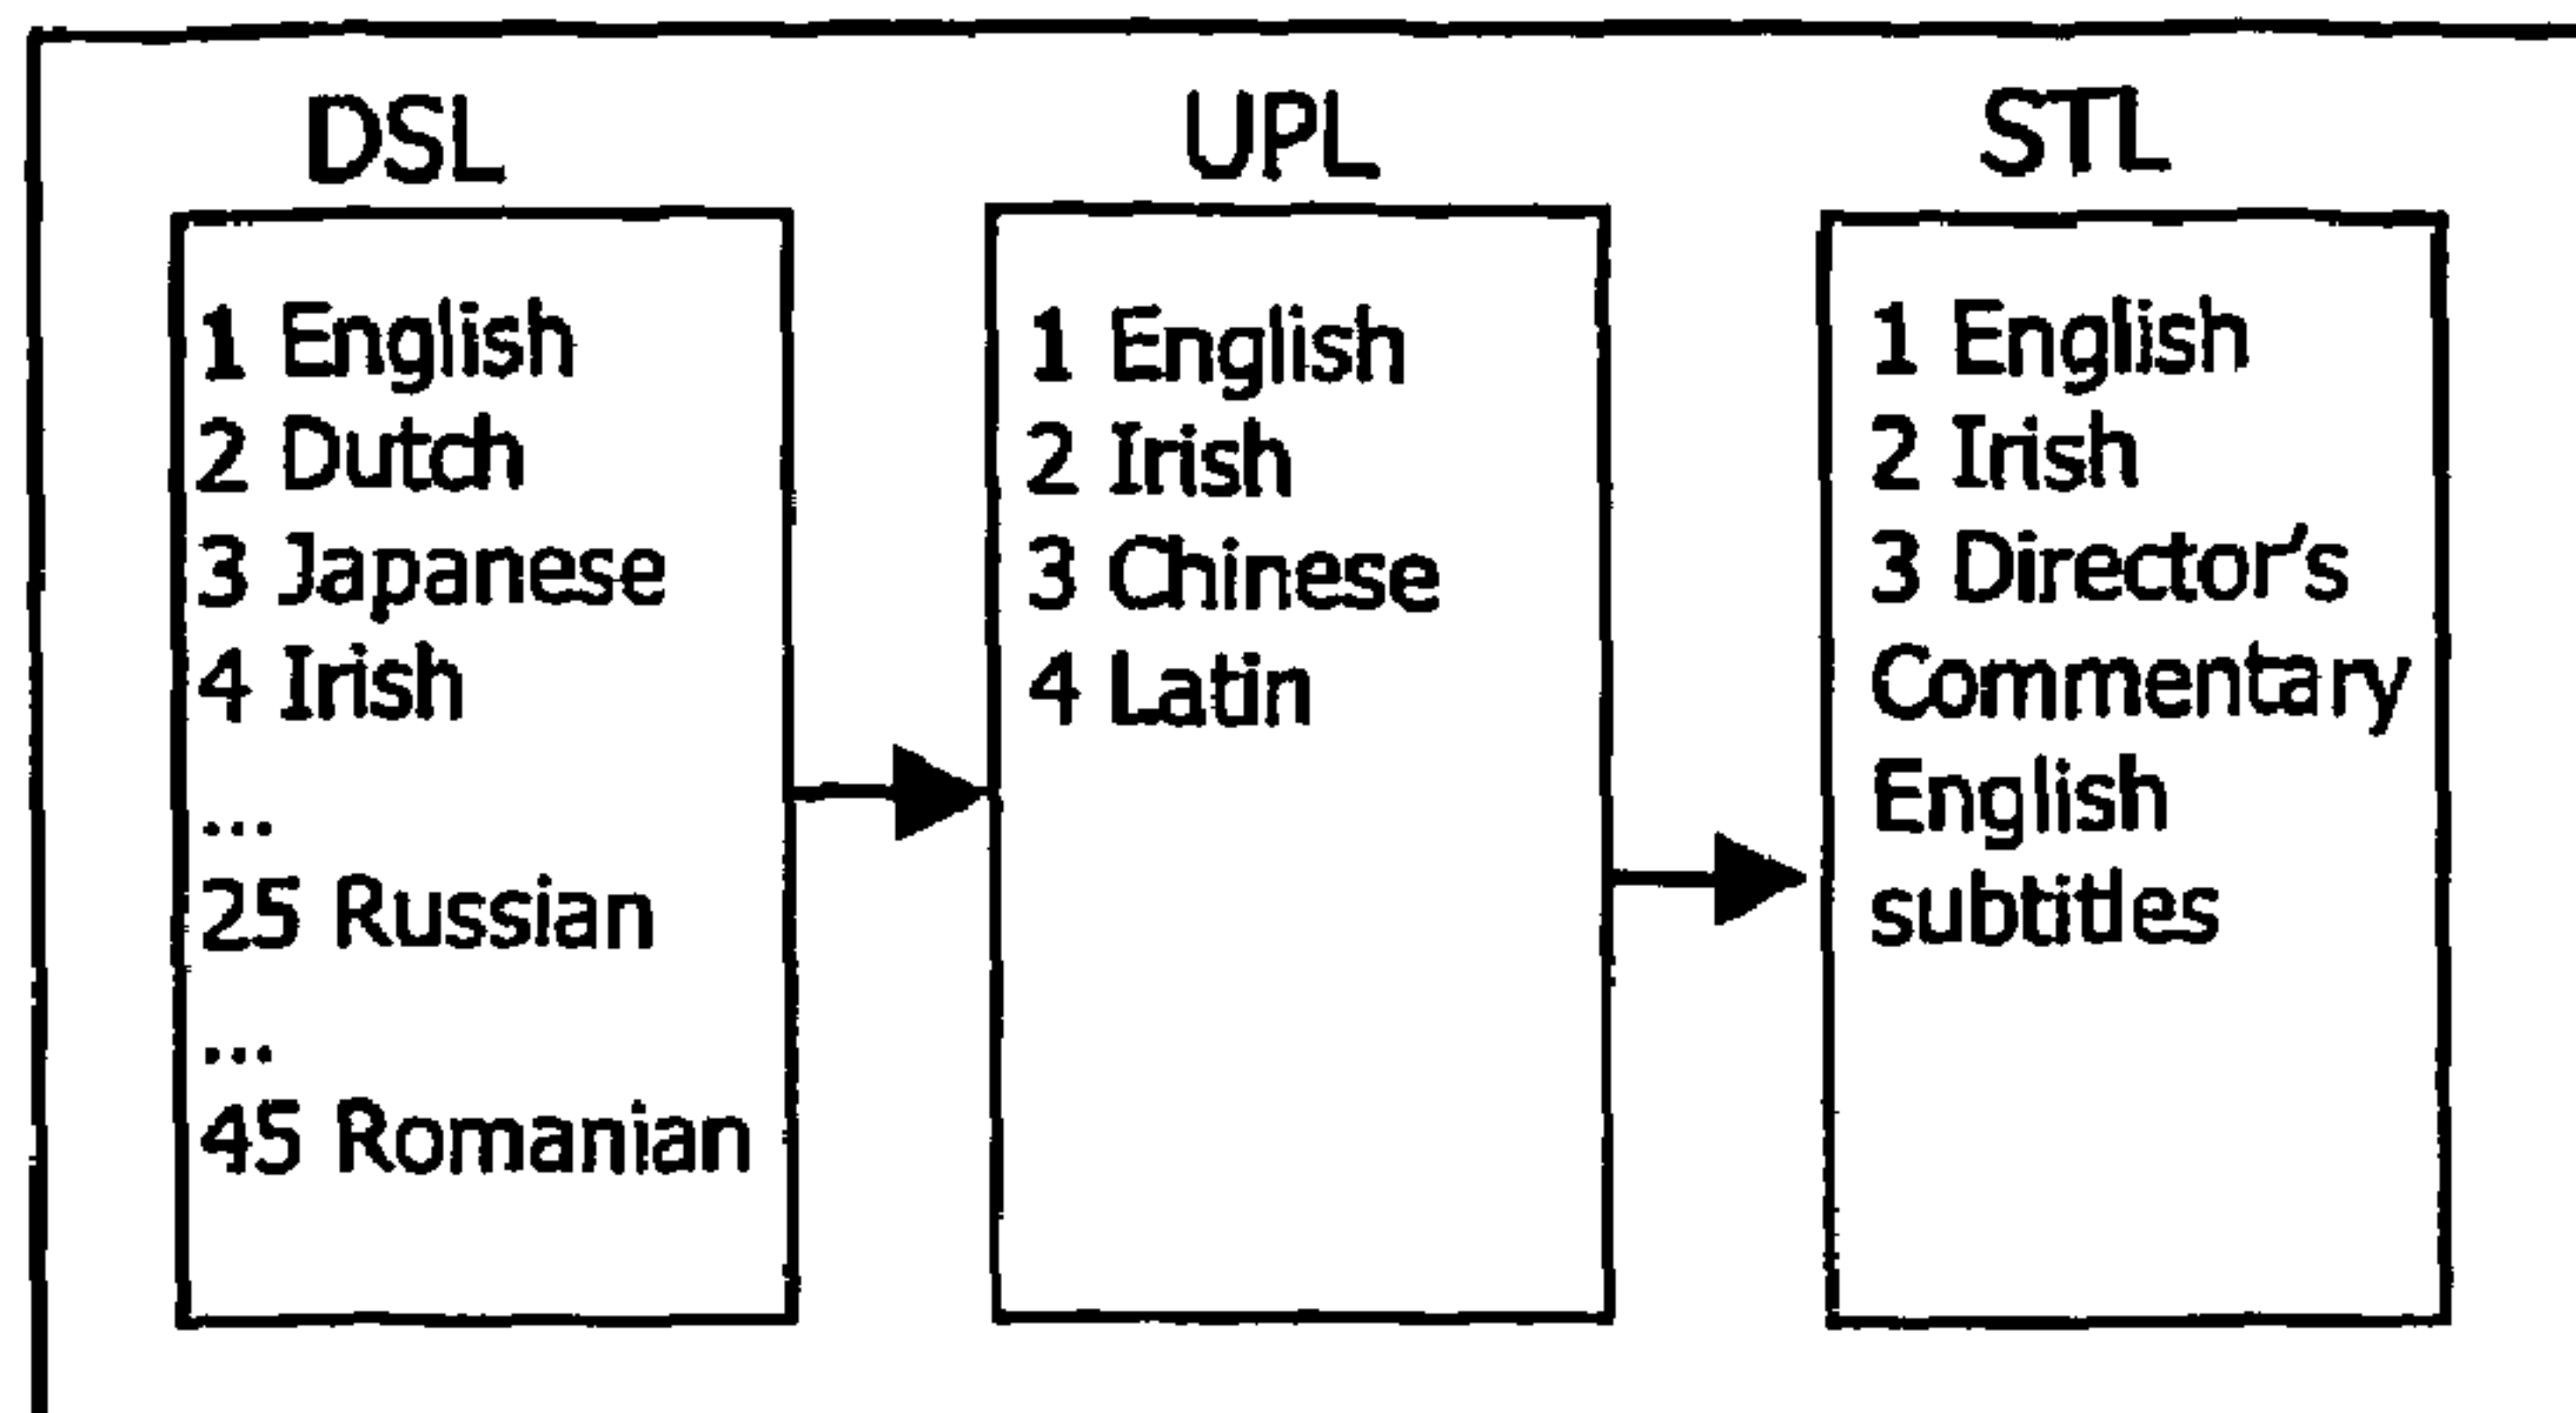 DSL
1 English
2 Dutch
3 Japanese
4 Irish
...
25 Russian
...
45 Romanian
UPL
1 English
2 Irish
3 Chinese
4 Latin
STL
1 English
2 Irish
3 Director's
Commentary
English
subtitles